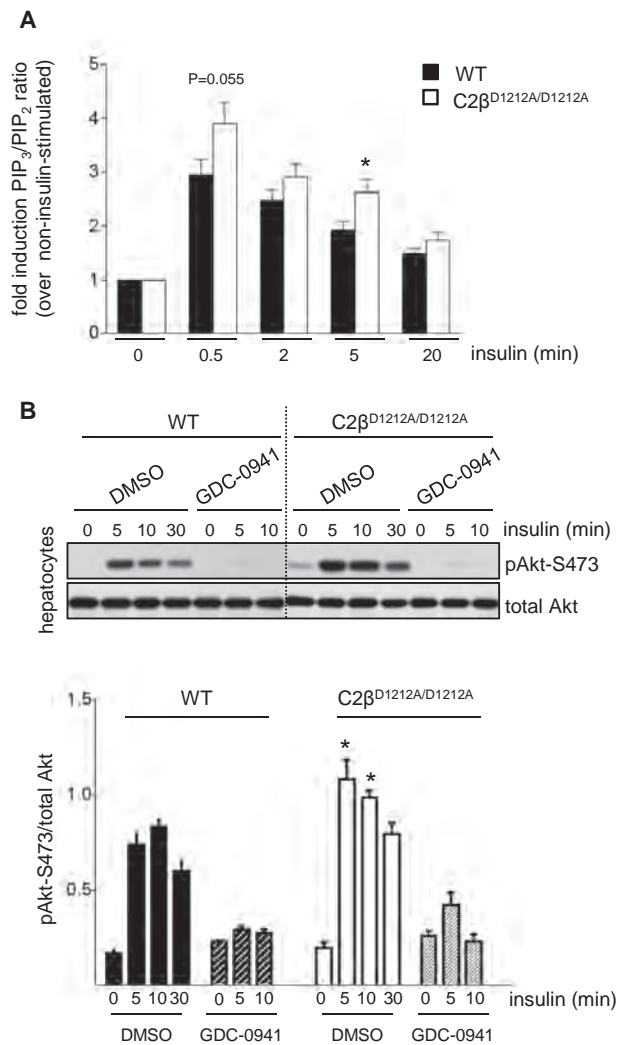 A
fold induction PIP3/PIP2 ratio
(over non-insulin-stimulated)
5
4
3
2
1
0
P=0.055
*
WT
C2βD1212A/D1212A
0 0.5 2 5 20 insulin (min)
B
WT C2βD1212A/D1212A
DMSO GDC-0941 DMSO GDC-0941
0 5 10 30 0 5 10 0 5 10 30 0 5 10 insulin (min)
hepatocytes
pAkt-S473
total Akt
pAkt-S473/total Akt
1.5
1.0
0.5
WT C2βD1212A/D1212A
* *
0 5 10 30 0 5 10 0 5 10 30 0 5 10 insulin (min)
DMSO GDC-0941 DMSO GDC-0941